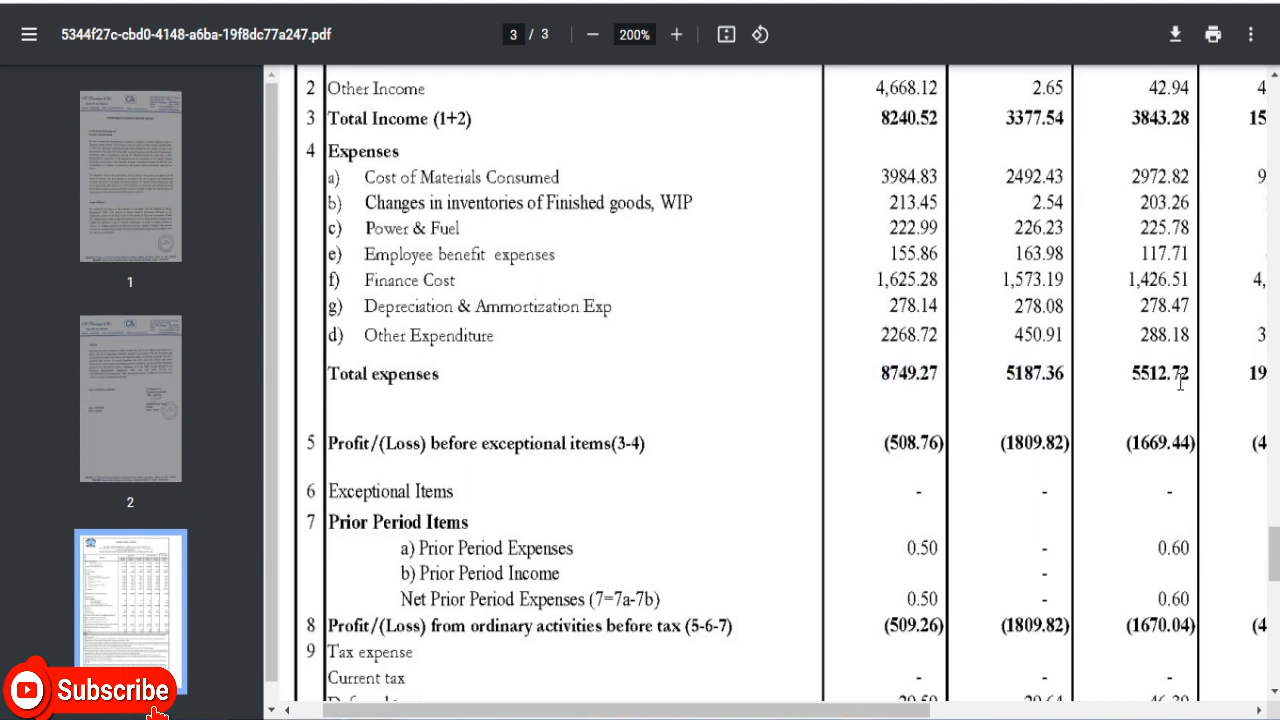 5344f27c-cbd0-4148-a6ba-19f8dc77a247.pdf 3 / 3 200%
2 Other Income 4,668.12 2.65 42.94 4
3 Total Income (1+2) 8240.52 3377.54 3843.28 15
4 Expenses
a) Cost of Materials Consumed 3984.83 2492.43 2972.82 9
b) Changes in inventories of Finished goods, WIP 213.45 2.54 203.26
c) Power & Fuel 222.99 226.23 225.78
e) Employee benefit expenses 155.86 163.98 117.71
f) Finance Cost 1,625.28 1,573.19 1,426.51 4,
g) Depreciation & Ammortization Exp 278.14 278.08 278.47
d) Other Expenditure 2268.72 450.91 288.18 3
Total expenses 8749.27 5187.36 5512.72 19
5 Profit/(Loss) before exceptional items(3-4) (508.76) (1809.82) (1669.44) (4
6 Exceptional Items - - -
7 Prior Period Items
a) Prior Period Expenses 0.50 - 0.60
b) Prior Period Income -
Net Prior Period Expenses (7=7a-7b) 0.50 - 0.60
8 Profit/(Loss) from ordinary activities before tax (5-6-7) (509.26) (1809.82) (1670.04) (4
9 Tax expense
Current tax - - -
1
2
Subscribe